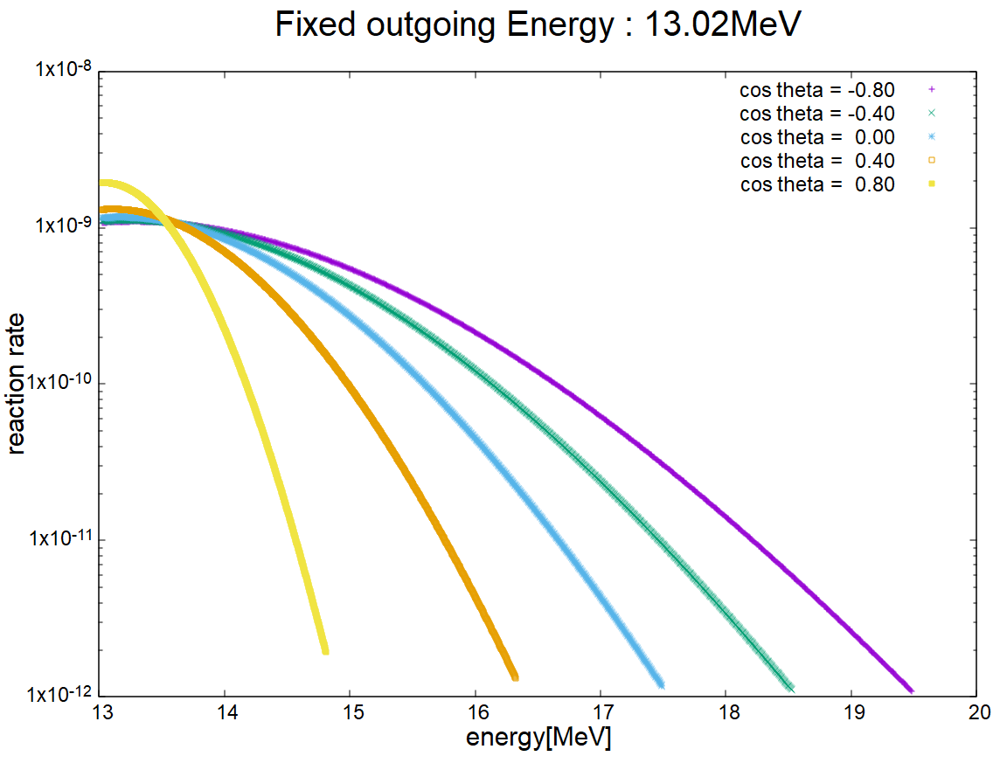 Fixed outgoing Energy : 13.02MeV
1x10⁻⁸
cos theta = -0.80
cos theta = -0.40
cos theta = 0.00
cos theta = 0.40
cos theta = 0.80
1x10⁻⁹
reaction rate
1x10⁻¹⁰
1x10⁻¹¹
1x10⁻¹²
13 14 15 16 17 18 19 20
energy[MeV]